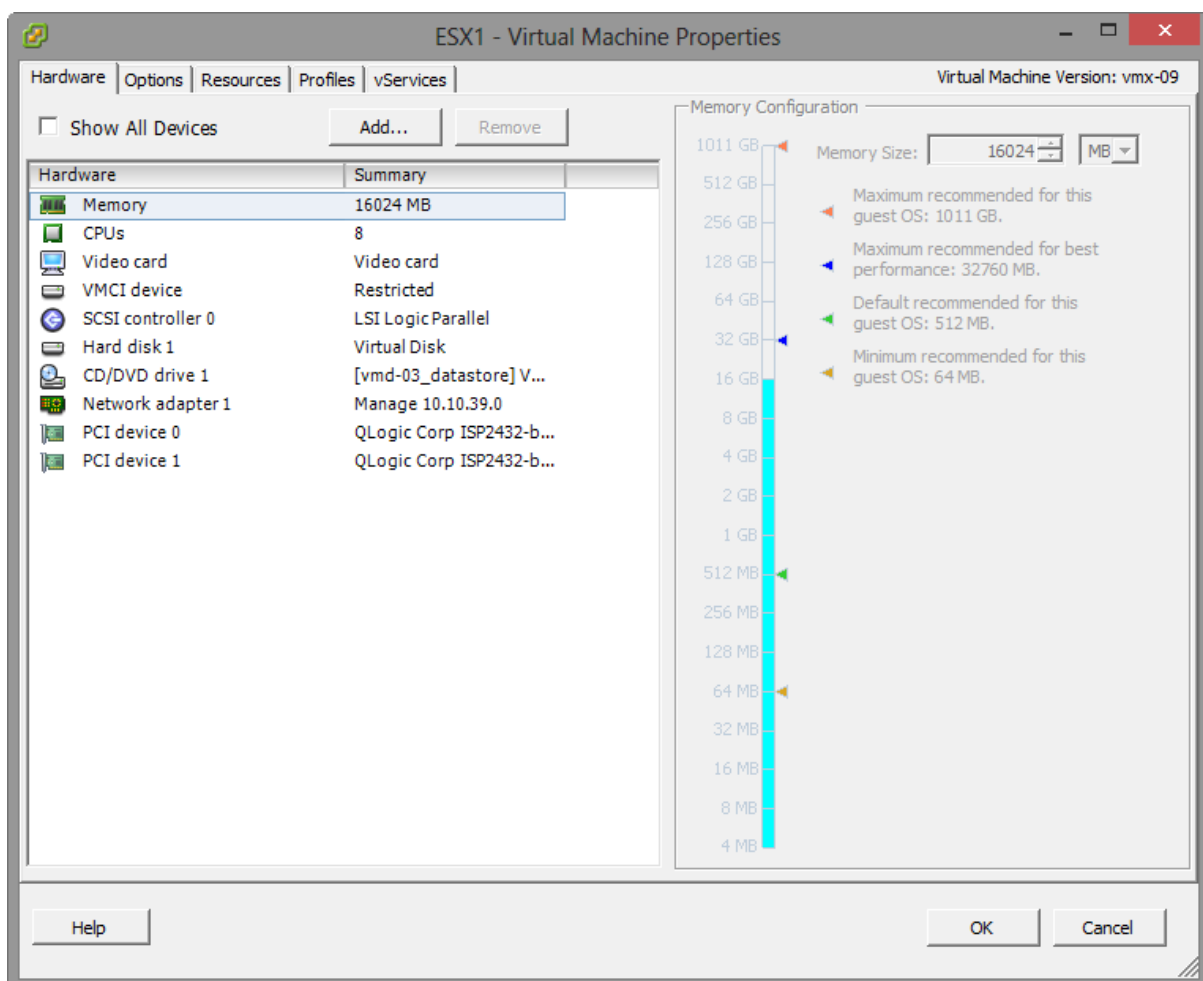 ESX1 - Virtual Machine Properties
Hardware Options Resources Profiles vServices Virtual Machine Version: vmx-09
Show All Devices Add... Remove
Hardware Summary
Memory 16024 MB
CPUs 8
Video card Video card
VMCI device Restricted
SCSI controller 0 LSI Logic Parallel
Hard disk 1 Virtual Disk
CD/DVD drive 1 [vmd-03_datastore] V...
Network adapter 1 Manage 10.10.39.0
PCI device 0 QLogic Corp ISP2432-b...
PCI device 1 QLogic Corp ISP2432-b...
Memory Configuration
Memory Size: 16024 MB
1011 GB
512 GB
256 GB
128 GB
64 GB
32 GB
16 GB
8 GB
4 GB
2 GB
1 GB
512 MB
256 MB
128 MB
64 MB
32 MB
16 MB
8 MB
4 MB
Maximum recommended for this
guest OS: 1011 GB.
Maximum recommended for best
performance: 32760 MB.
Default recommended for this
guest OS: 512 MB.
Minimum recommended for this
guest OS: 64 MB.
Help OK Cancel